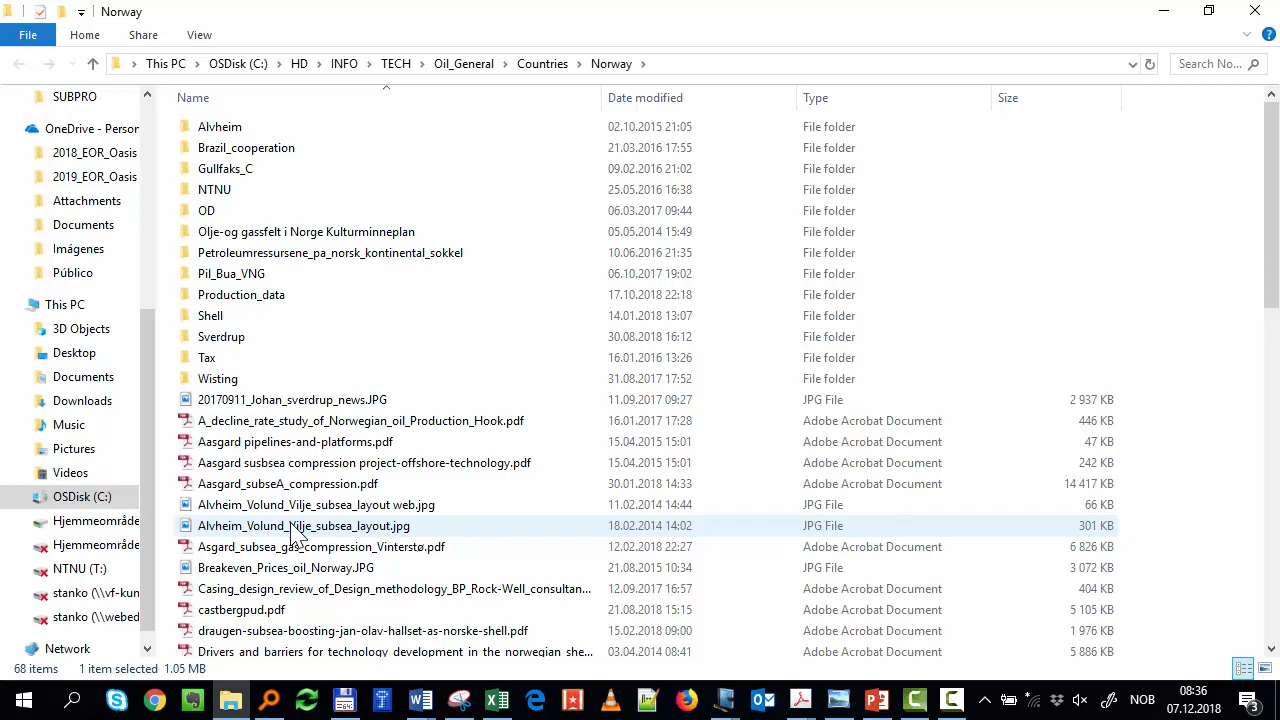 Norway
File Home Share View
This PC OSDisk (C:) HD INFO TECH Oil_General Countries Norway Search No...
Name Date modified Type Size
SUBPRO
OneDrive - Person
2018_EOR_Oasis
2019_EOR_Oasis
Attachments
Documents
Imágenes
Público
This PC
3D Objects
Desktop
Documents
Downloads
Music
Pictures
Videos
OSDisk (C:)
Hjemmeområde
Hjemmeområde
NTNU (T:)
stanko (\\vf-kun
stanko (\\webed
Network
Alvheim 02.10.2015 21:05 File folder
Brazil_cooperation 21.03.2016 17:55 File folder
Gullfaks_C 09.02.2016 21:02 File folder
NTNU 25.05.2016 16:38 File folder
OD 06.03.2017 09:44 File folder
Olje-og gassfelt i Norge Kulturminneplan 05.05.2014 15:49 File folder
Petroleumressursene_pa_norsk_kontinental_sokkel 10.06.2016 21:35 File folder
Pil_Bua_VNG 06.10.2017 19:02 File folder
Production_data 17.10.2018 22:18 File folder
Shell 14.01.2018 13:07 File folder
Sverdrup 30.08.2018 16:12 File folder
Tax 16.01.2016 13:26 File folder
Wisting 31.08.2017 17:52 File folder
20170911_Johan_sverdrup_news.JPG 11.09.2017 09:27 JPG File 2 937 KB
A_decline_rate_study_of_Norwegian_oil_Production_Hook.pdf 16.01.2017 17:28 Adobe Acrobat Document 446 KB
Aasgard pipelines-and-platforms.pdf 15.04.2015 15:01 Adobe Acrobat Document 47 KB
Aasgard susbsea compression project-offshore-technology.pdf 15.04.2015 15:01 Adobe Acrobat Document 242 KB
Aasgard_subseA_compression.pdf 30.01.2018 14:33 Adobe Acrobat Document 14 417 KB
Alvheim_Volund_Vilje_subsea_layout web.jpg 11.02.2014 14:44 JPG File 66 KB
Alvheim_Volund_Vilje_subsea_layout.jpg 18.02.2014 14:02 JPG File 301 KB
Asgard_subsea_gas_compression_Vinterstø.pdf 12.02.2018 22:27 Adobe Acrobat Document 6 826 KB
Breakeven_Prices_oil_Norway.JPG 21.08.2015 10:34 JPG File 3 072 KB
Casing_design_review_of_Design_methodology_BP_Rock-Well_consultan... 12.09.2017 16:57 Adobe Acrobat Document 404 KB
castbergpud.pdf 21.08.2018 15:15 Adobe Acrobat Document 5 105 KB
draugen-subsea-boosting-jan-olav-hallset-as-norske-shell.pdf 15.02.2018 09:00 Adobe Acrobat Document 1 976 KB
Drivers and barriers for technology development in the norwegian she... 03.04.2014 08:41 Adobe Acrobat Document 5 886 KB
68 items 1 item selected 1.05 MB
NOB 07.12.2018 3